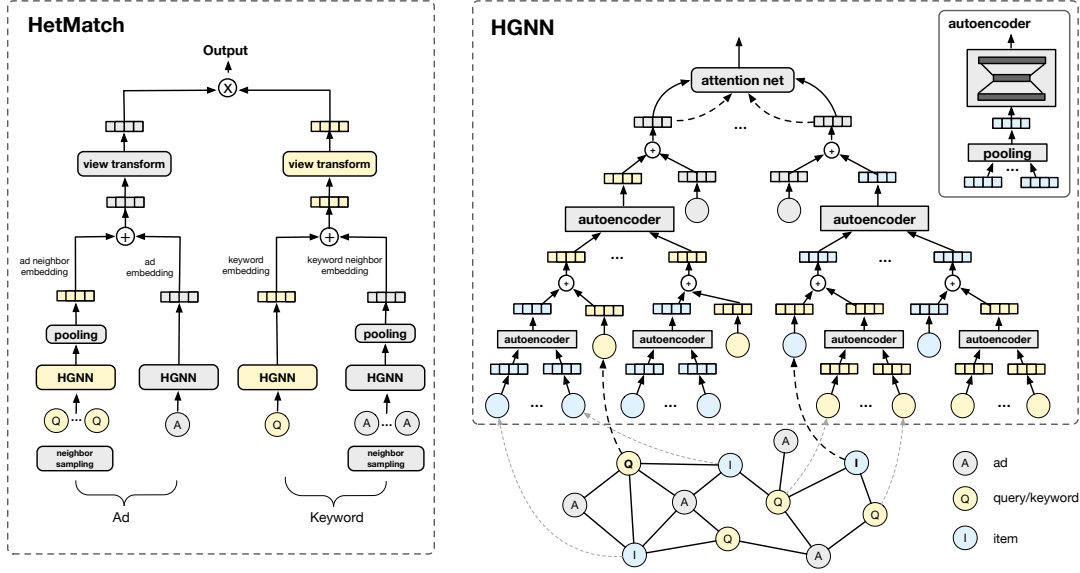 HetMatch
Output
X
view transform
view transform
+
+
ad neighbor
embedding
ad
embedding
keyword
embedding
keyword neighbor
embedding
pooling
pooling
HGNN
HGNN
HGNN
HGNN
Q
...
Q
A
Q
A
...
A
neighbor
sampling
neighbor
sampling
Ad
Keyword
HGNN
attention net
...
+
+
autoencoder
autoencoder
...
...
+
+
+
+
autoencoder
autoencoder
autoencoder
autoencoder
...
...
...
...
autoencoder
pooling
...
Q
I
A
I
A
A
Q
Q
I
Q
A
A ad
Q query/keyword
I item